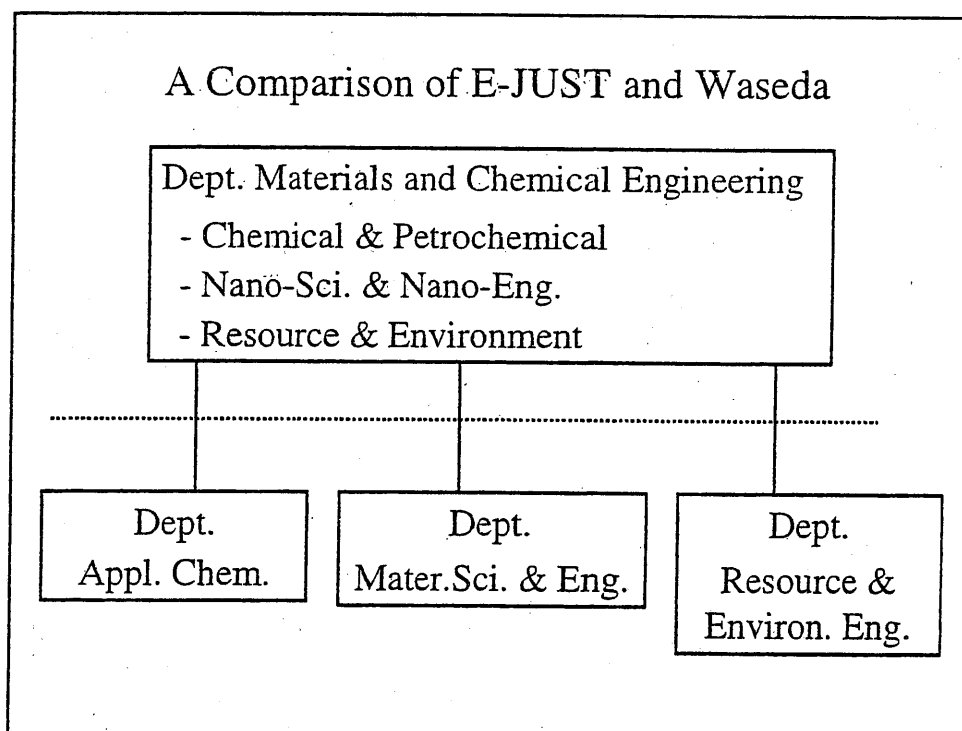 A Comparison of E-JUST and Waseda
Dept. Materials and Chemical Engineering
- Chemical & Petrochemical
- Nano-Sci. & Nano-Eng.
- Resource & Environment
Dept.
Appl. Chem.
Dept.
Mater.Sci. & Eng.
Dept.
Resource &
Environ. Eng.